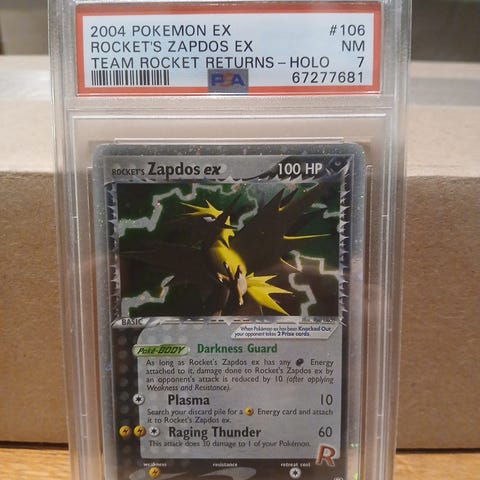 2004 POKEMON EX #106
ROCKET'S ZAPDOS EX NM
TEAM ROCKET RETURNS - HOLO 7
PSA 67277681
ROCKET'S Zapdos ex 100 HP
BASIC
When Pokémon-ex has been Knocked Out,
your opponent takes 2 Prize cards.
Poké-BODY Darkness Guard
As long as Rocket's Zapdos ex has any Energy
attached to it, damage done to Rocket's Zapdos ex by
an opponent's attack is reduced by 10 (after applying
Weakness and Resistance).
Plasma 10
Search your discard pile for a Energy card and attach
it to Rocket's Zapdos ex.
Raging Thunder 60
This attack does 30 damage to 1 of your Pokémon.
R
weakness resistance retreat cost